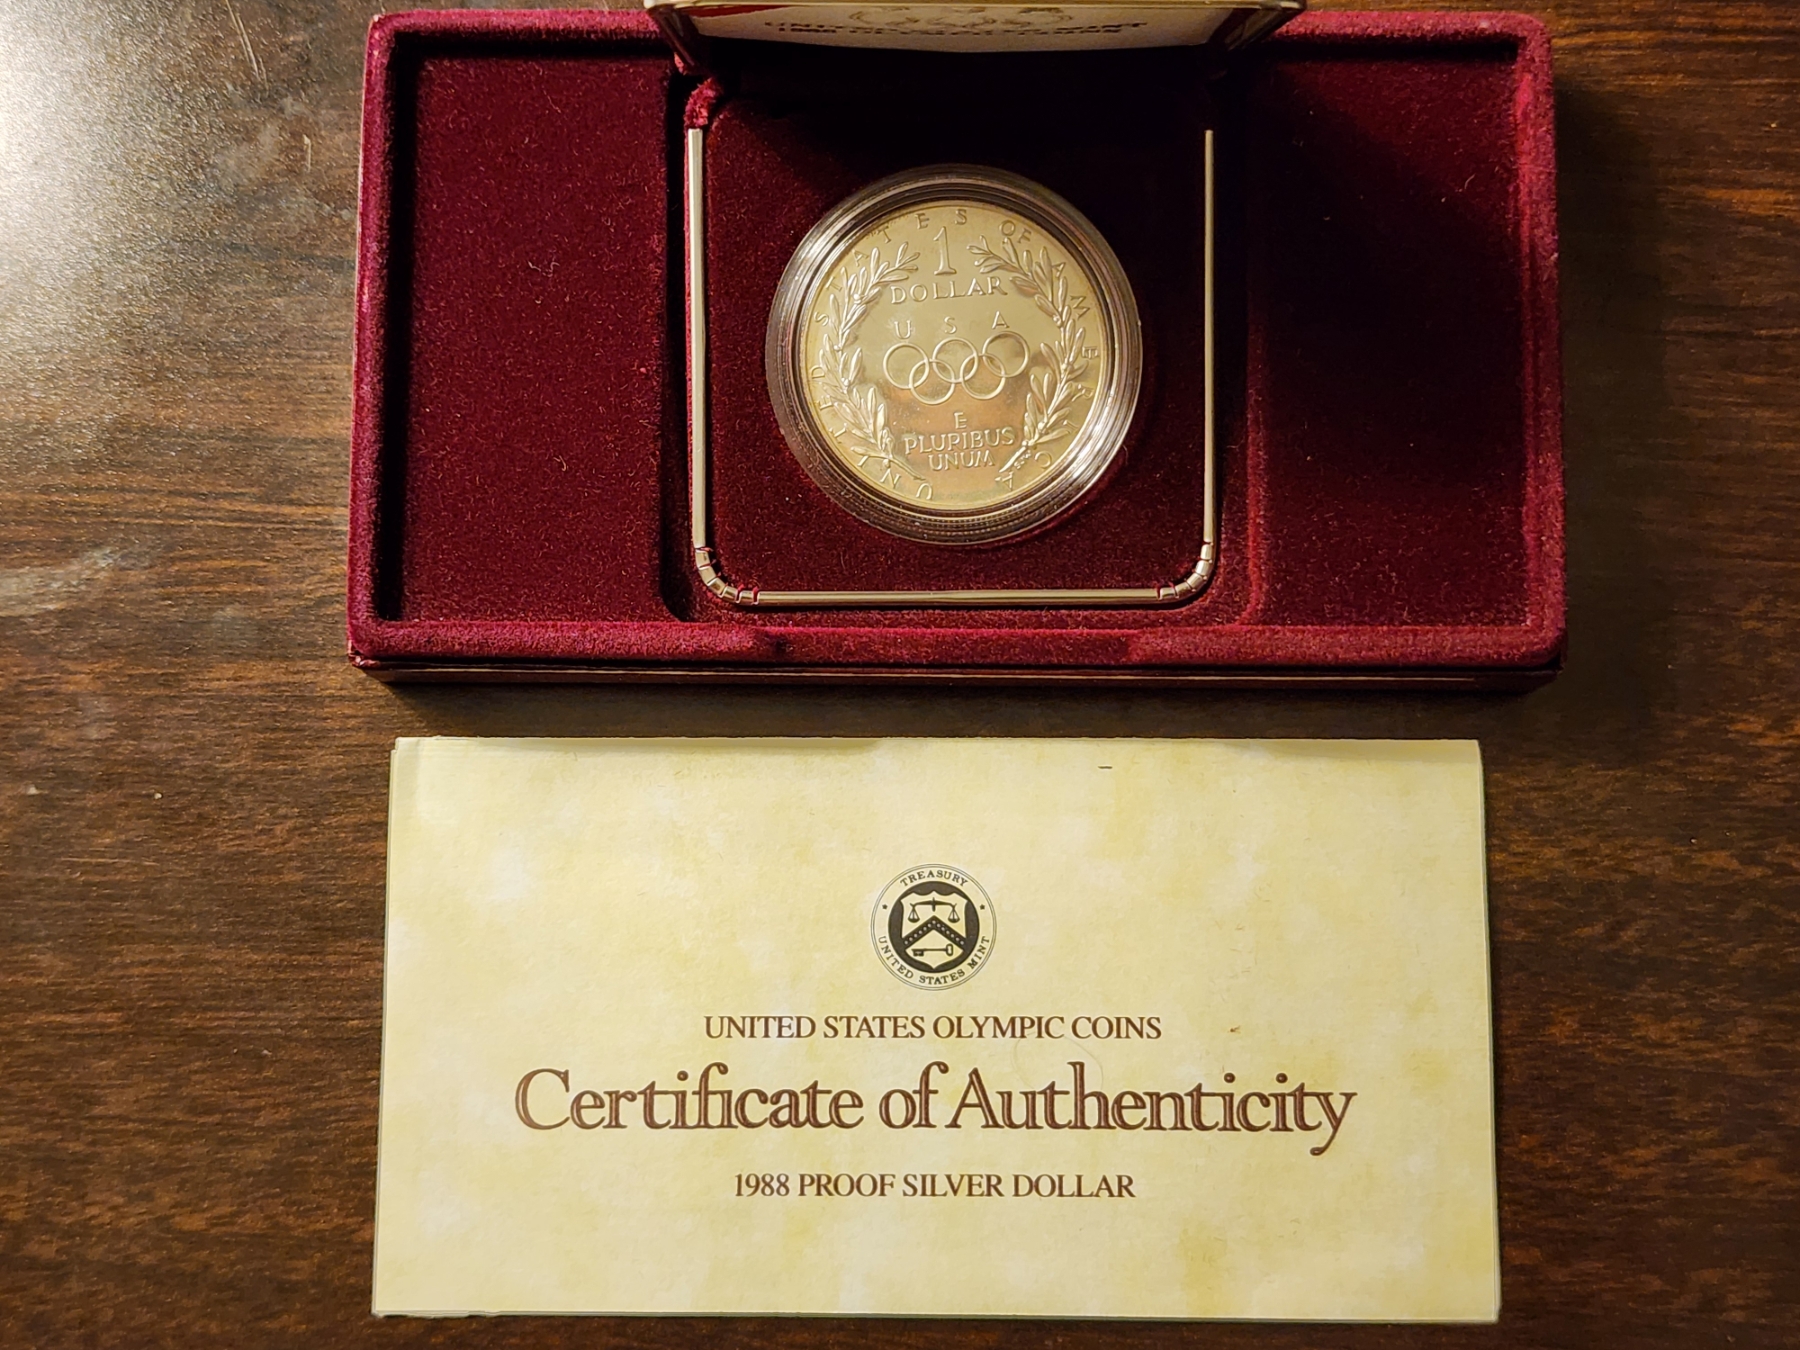 UNITED STATES OF AMERICA
1
DOLLAR
USA
E
PLURIBUS
UNUM
TREASURY
UNITED STATES MINT
UNITED STATES OLYMPIC COINS
Certificate of Authenticity
1988 PROOF SILVER DOLLAR